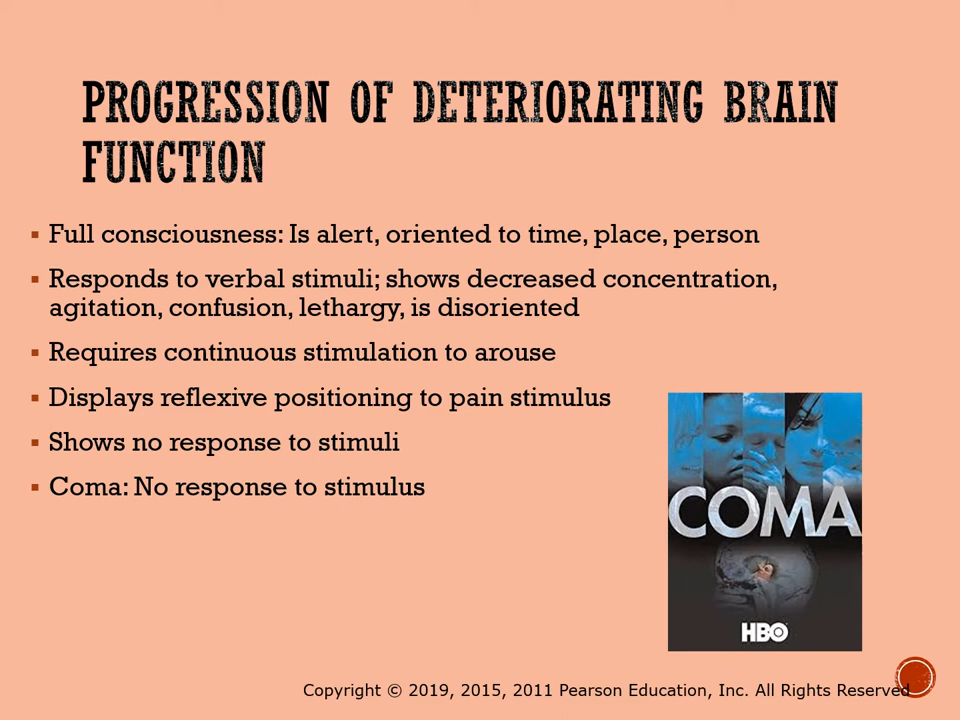 PROGRESSION OF DETERIORATING BRAIN
FUNCTION
▪ Full consciousness: Is alert, oriented to time, place, person
▪ Responds to verbal stimuli; shows decreased concentration,
agitation, confusion, lethargy, is disoriented
▪ Requires continuous stimulation to arouse
▪ Displays reflexive positioning to pain stimulus
▪ Shows no response to stimuli
▪ Coma: No response to stimulus
COMA
HBO
Copyright © 2019, 2015, 2011 Pearson Education, Inc. All Rights Reserved